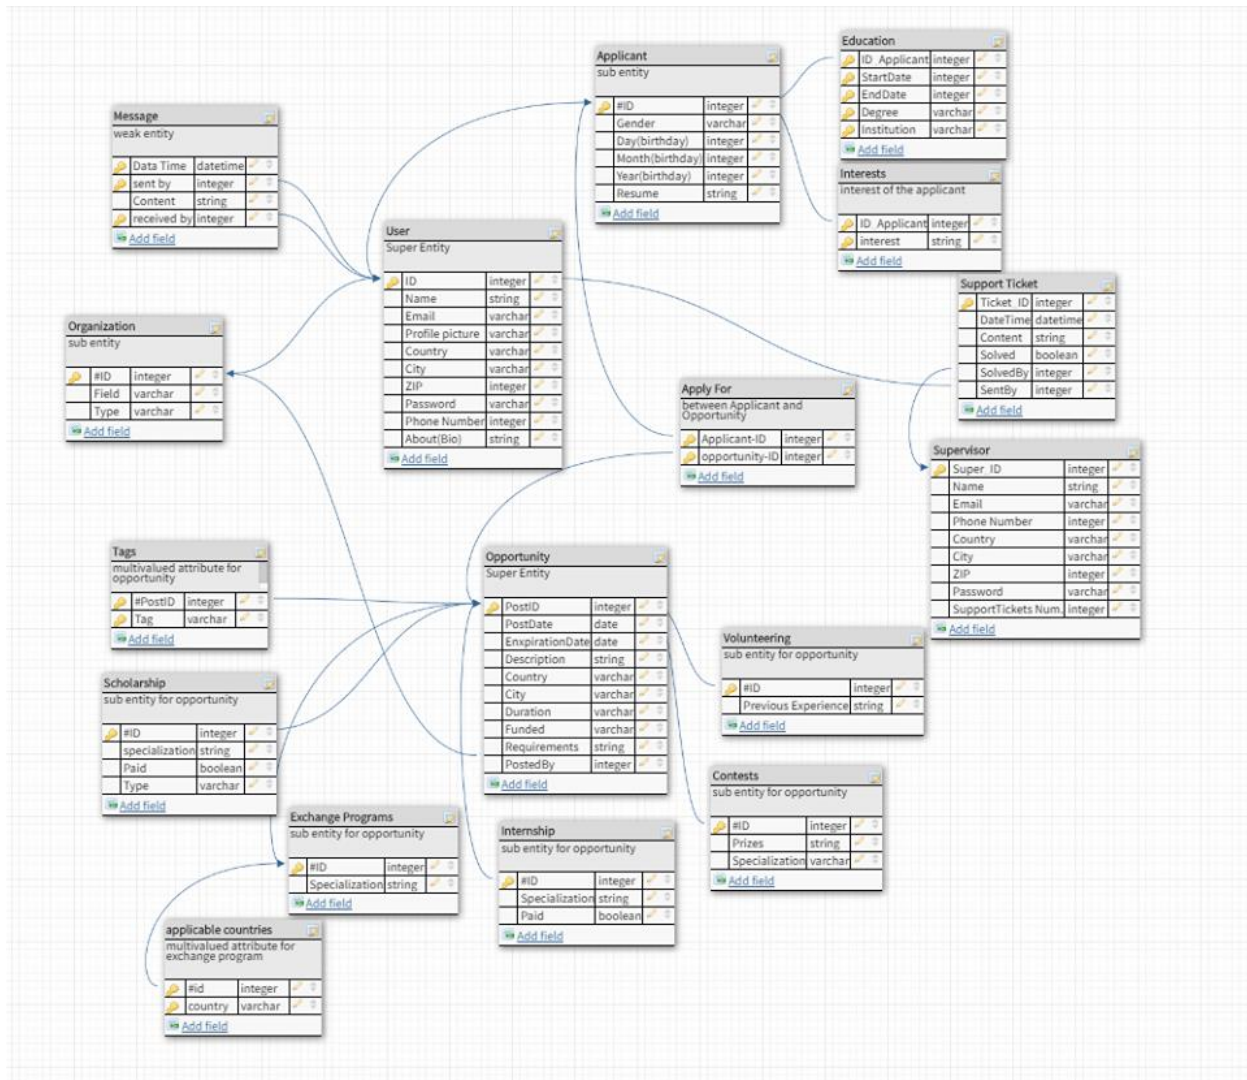 Message
weak entity
Data Time datetime
sent by integer
Content string
received by integer
Add field
Organization
sub entity
#ID integer
Field varchar
Type varchar
Add field
User
Super Entity
ID integer
Name string
Email varchar
Profile picture varchar
Country varchar
City varchar
ZIP integer
Password varchar
Phone Number integer
About(Bio) string
Add field
Applicant
sub entity
#ID integer
Gender varchar
Day(birthday) integer
Month(birthday) integer
Year(birthday) integer
Resume string
Add field
Education
ID_Applicant integer
StartDate integer
EndDate integer
Degree varchar
Institution varchar
Add field
Interests
interest of the applicant
ID_Applicant integer
interest string
Add field
Support Ticket
Ticket_ID integer
DateTime datetime
Content string
Solved boolean
SolvedBy integer
SentBy integer
Add field
Apply For
between Applicant and
Opportunity
Applicant-ID integer
opportunity-ID integer
Add field
Supervisor
Super_ID integer
Name string
Email varchar
Phone Number integer
Country varchar
City varchar
ZIP integer
Password varchar
SupportTickets Num. integer
Add field
Tags
multivalued attribute for
opportunity
#PostID integer
Tag varchar
Add field
Scholarship
sub entity for opportunity
#ID integer
specialization string
Paid boolean
Type varchar
Add field
Opportunity
Super Entity
PostID integer
PostDate date
EnxpirationDate date
Description string
Country varchar
City varchar
Duration varchar
Funded varchar
Requirements string
PostedBy integer
Add field
Volunteering
sub entity for opportunity
#ID integer
Previous Experience string
Add field
Contests
sub entity for opportunity
#ID integer
Prizes string
Specialization varchar
Add field
Exchange Programs
sub entity for opportunity
#ID integer
Specialization string
Add field
Internship
sub entity for opportunity
#ID integer
Specialization string
Paid boolean
Add field
applicable countries
multivalued attribute for
exchange program
#id integer
country varchar
Add field